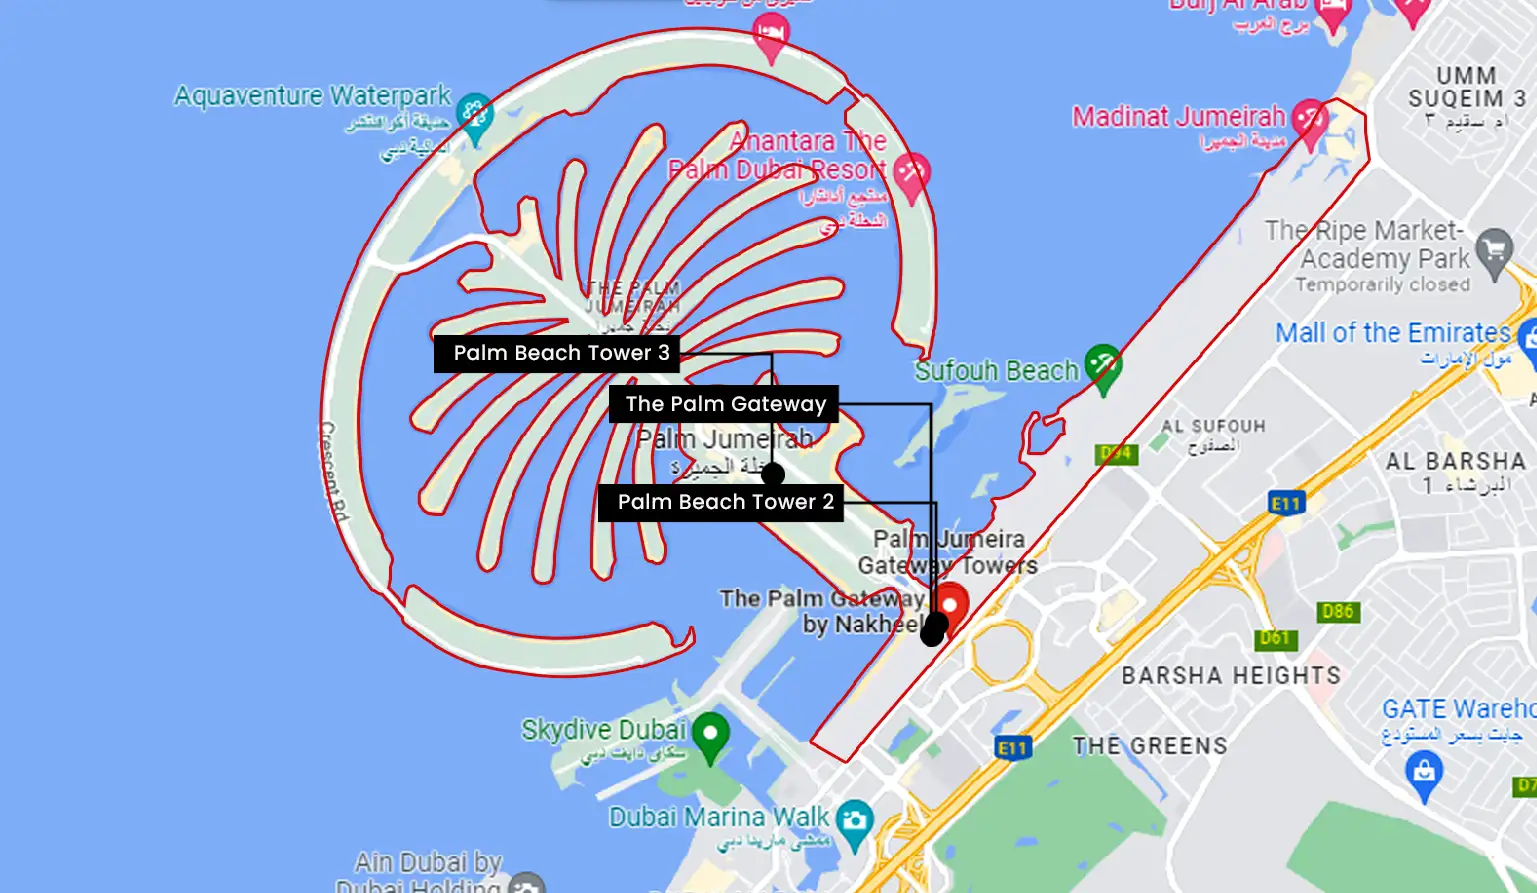 Burj Al Arab
برج العرب
UMM
SUQEIM 3
أم سقيم ٣
Aquaventure Waterpark
حديقة أكوافنتشر
المائية دبي
Madinat Jumeirah
مدينة الجميرا
Anantara The
Palm Dubai Resort
منتجع أنانتارا
النخلة دبي
The Ripe Market-
Academy Park
Temporarily closed
THE PALM
JUMEIRAH
نخلة جميرا
Mall of the Emirates
مول الإمارات
Palm Beach Tower 3
Sufouh Beach
The Palm Gateway
Palm Jumeirah
نخلة الجميرة
AL SUFOUH
الصفوح
D94
AL BARSHA
البرشاء 1
Crescent Rd
Palm Beach Tower 2
E11
Palm Jumeira
Gateway Towers
The Palm Gateway
by Nakheel
D86
D61
BARSHA HEIGHTS
Skydive Dubai
سكاي دايف دبي
E11
THE GREENS
GATE Wareho
جايت بسعر المستودع
D7
Dubai Marina Walk
ممشى مارينا دبي
Ain Dubai by
Dubai Holding